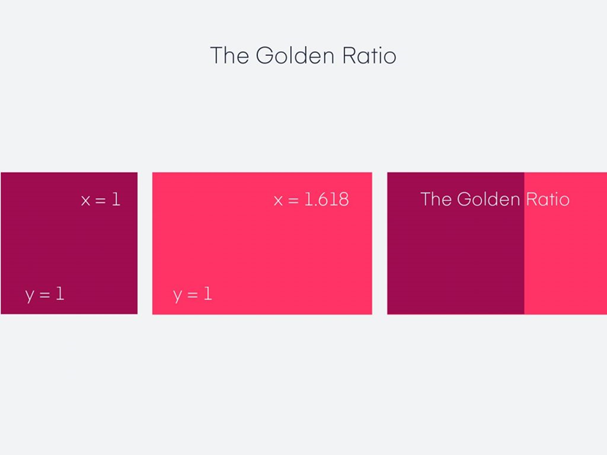 The Golden Ratio
x = 1
y = 1
x = 1.618
y = 1
The Golden Ratio